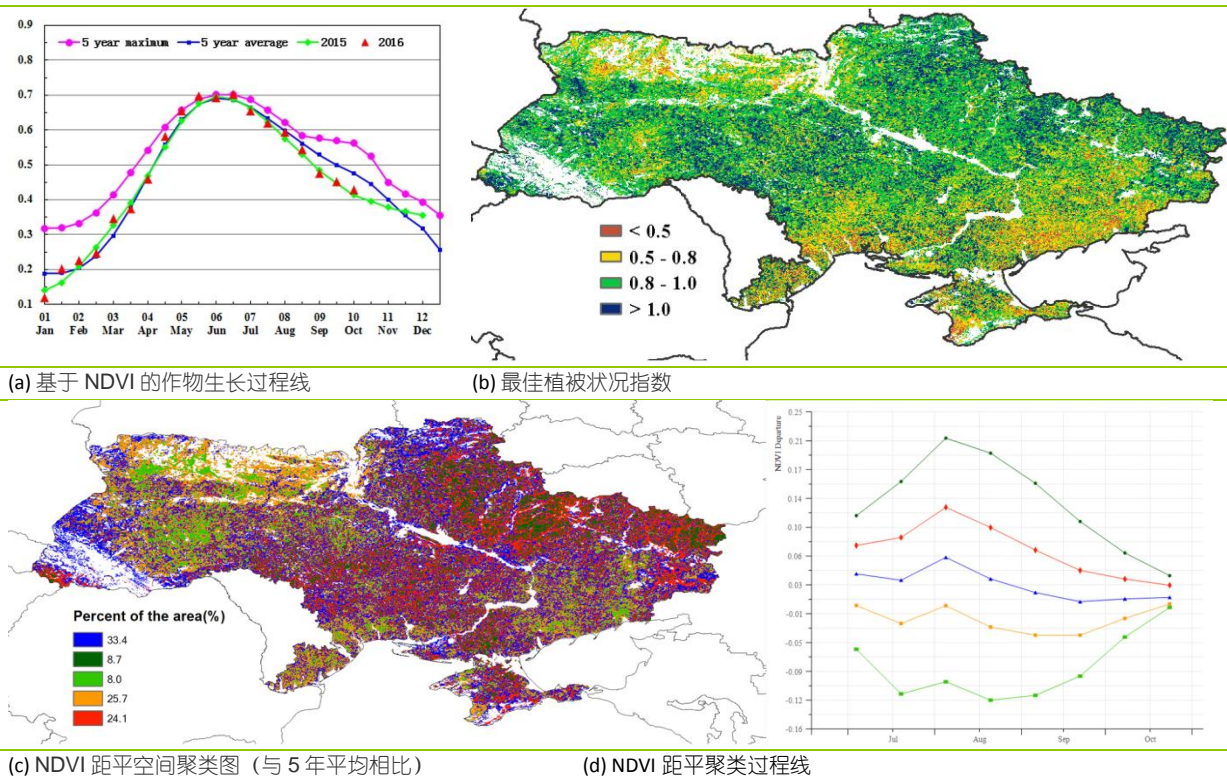 0.9
0.8
0.7
0.6
0.5
0.4
0.3
0.2
0.1
5 year maximum 5 year average 2015 2016
01 02 03 04 05 06 07 08 09 10 11 12
Jan Feb Mar Apr May Jun Jul Aug Sep Oct Nov Dec
< 0.5
0.5 - 0.8
0.8 - 1.0
> 1.0
(a) 基于 NDVI 的作物生长过程线
(b) 最佳植被状况指数
Percent of the area(%)
33.4
8.7
8.0
25.7
24.1
NDVI Departure
0.25
0.21
0.17
0.14
0.10
0.06
0.03
-0.01
-0.05
-0.09
-0.12
-0.16
Jul Aug Sep Oct
(c) NDVI 距平空间聚类图（与 5 年平均相比）
(d) NDVI 距平聚类过程线